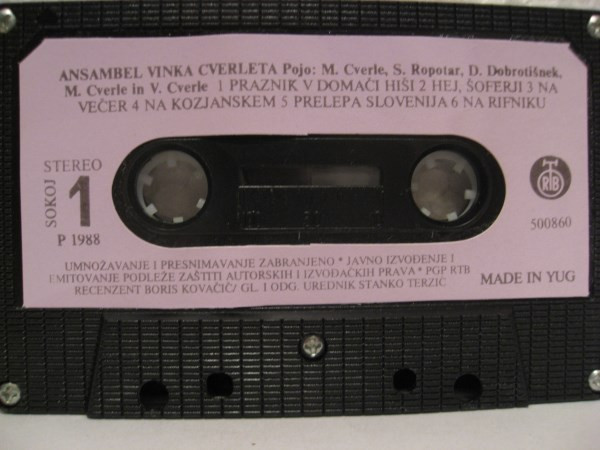 ANSAMBEL VINKA CVERLETA Pojo: M. Cverle, S. Ropotar, D. Dobrotišnek,
M. Cverle in V. Cverle 1 PRAZNIK V DOMAČI HIŠI 2 HEJ, ŠOFERJI 3 NA
VEČER 4 NA KOZJANSKEM 5 PRELEPA SLOVENIJA 6 NA RIFNIKU
STEREO
SOKOJ
1
P 1988
RTB
500860
UMNOŽAVANJE I PRESNIMAVANJE ZABRANJENO * JAVNO IZVOĐENJE I
EMITOVANJE PODLEŽE ZAŠTITI AUTORSKIH I IZVOĐAČKIH PRAVA * PGP RTB
RECENZENT BORIS KOVAČIČ/ GL. I ODG. UREDNIK STANKO TERZIĆ
MADE IN YUG